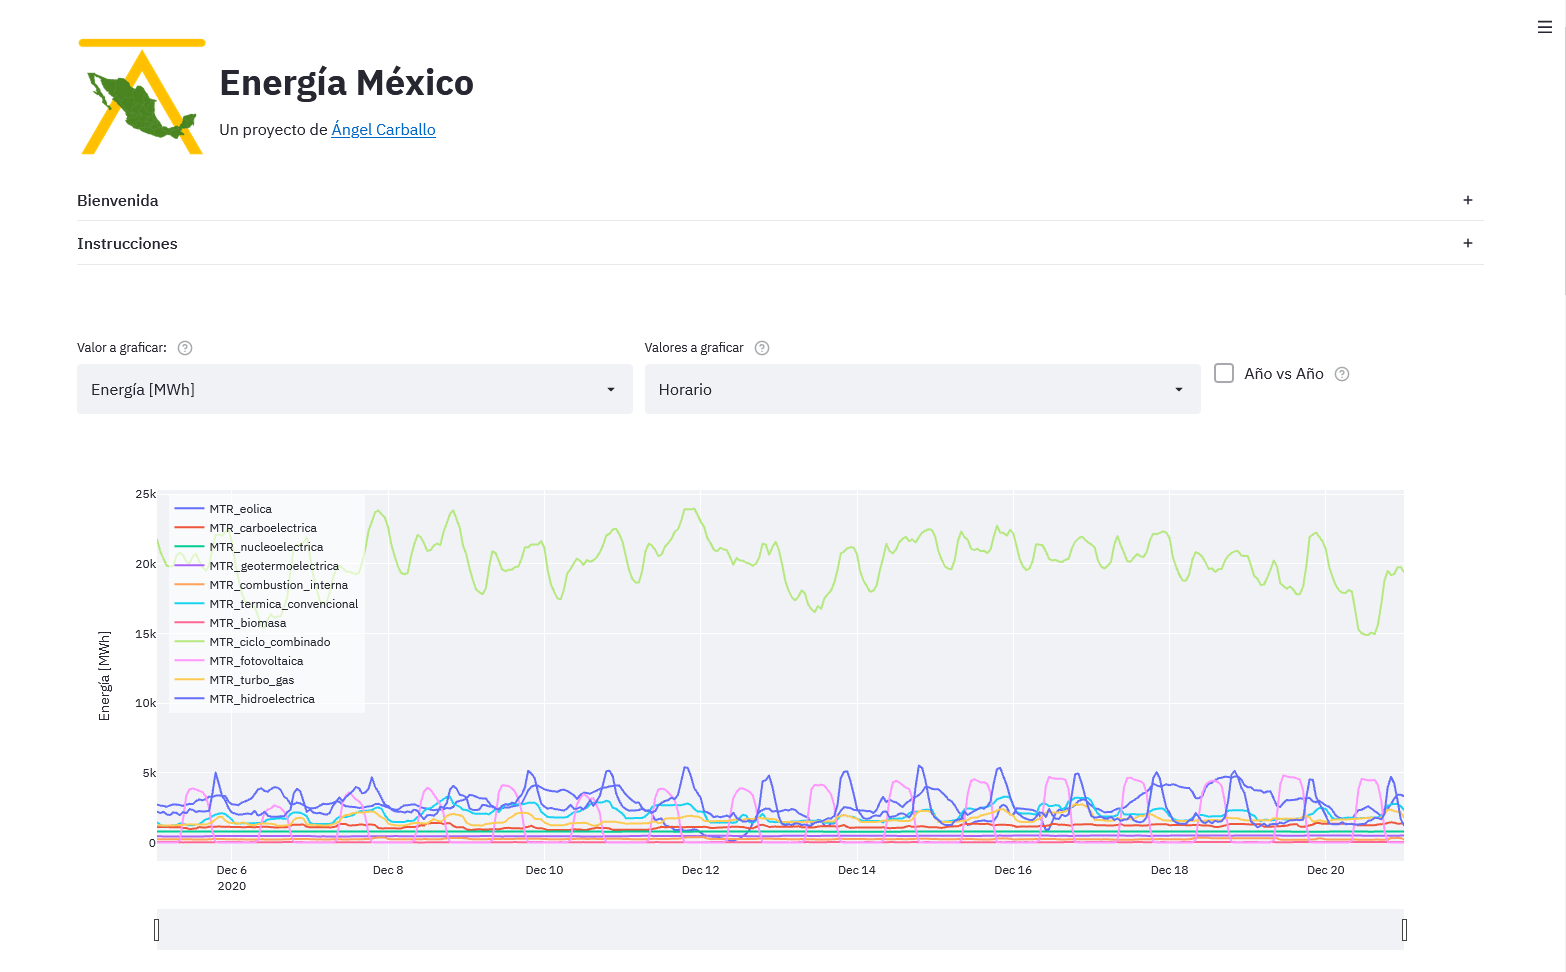 Energía México
Un proyecto de Ángel Carballo
Bienvenida
+
Instrucciones
+
Valor a graficar: ?
Valores a graficar ?
Energía [MWh]
Horario
Año vs Año ?
25k
20k
15k
10k
5k
0
Energía [MWh]
MTR_eolica
MTR_carboelectrica
MTR_nucleoelectrica
MTR_geotermoelectrica
MTR_combustion_interna
MTR_termica_convencional
MTR_biomasa
MTR_ciclo_combinado
MTR_fotovoltaica
MTR_turbo_gas
MTR_hidroelectrica
Dec 6
2020
Dec 8
Dec 10
Dec 12
Dec 14
Dec 16
Dec 18
Dec 20